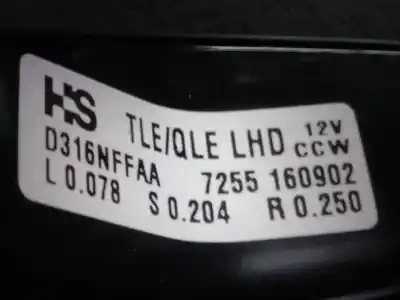 HS TLE/QLE LHD 12V
D316NFFAA CCW
7255 160902
L 0.078 S 0.204 R 0.250